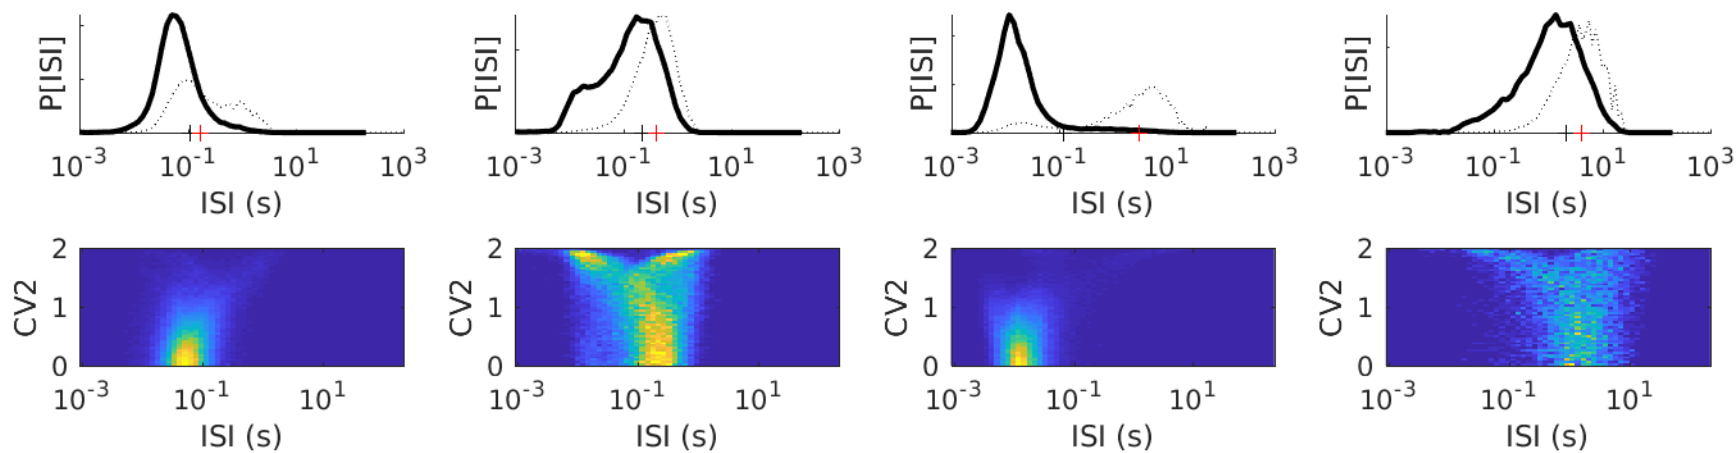 P[ISI] P[ISI] P[ISI] P[ISI]
10^-3 10^-1 10^1 10^3 10^-3 10^-1 10^1 10^3 10^-3 10^-1 10^1 10^3 10^-3 10^-1 10^1 10^3
ISI (s) ISI (s) ISI (s) ISI (s)
2 2 2 2
CV2 1 CV2 1 CV2 1 CV2 1
0 0 0 0
10^-3 10^-1 10^1 10^-3 10^-1 10^1 10^-3 10^-1 10^1 10^-3 10^-1 10^1
ISI (s) ISI (s) ISI (s) ISI (s)